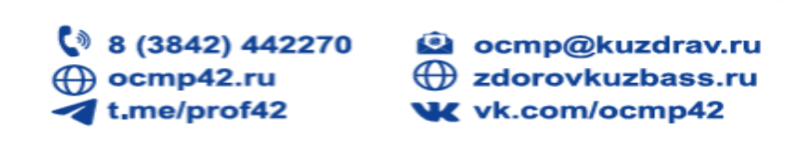 8 (3842) 442270
ocmp42.ru
t.me/prof42
ocmp@kuzdrav.ru
zdorovkuzbass.ru
vk.com/ocmp42